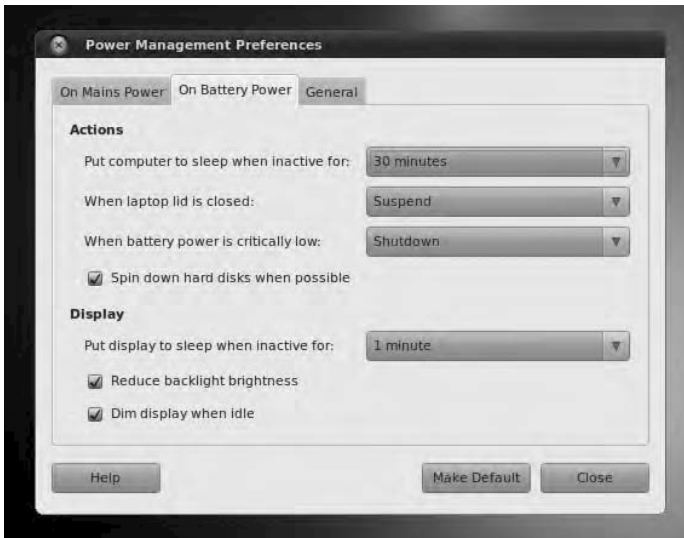 Power Management Preferences
On Mains Power On Battery Power General
Actions
Put computer to sleep when inactive for: 30 minutes
When laptop lid is closed: Suspend
When battery power is critically low: Shutdown
Spin down hard disks when possible
Display
Put display to sleep when inactive for: 1 minute
Reduce backlight brightness
Dim display when idle
Help Make Default Close